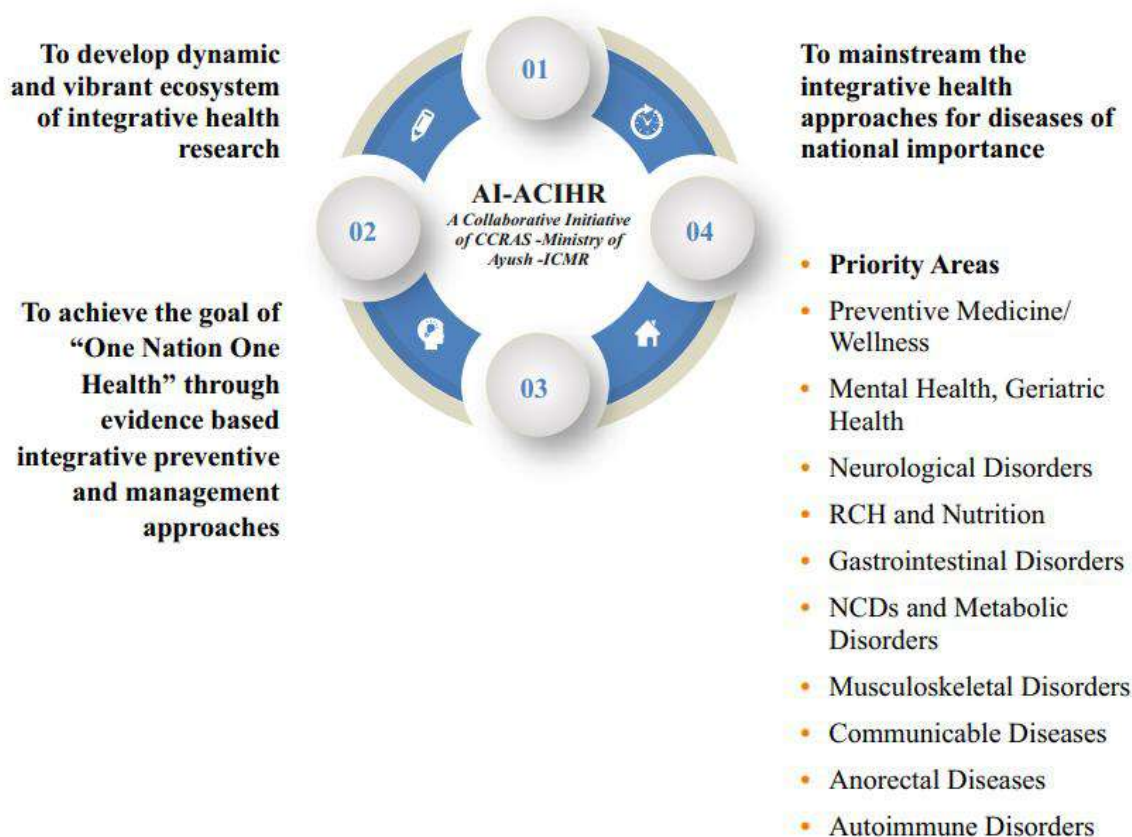 To develop dynamic
and vibrant ecosystem
of integrative health
research
01
To mainstream the
integrative health
approaches for diseases of
national importance
AI-ACIHR
A Collaborative Initiative
of CCRAS -Ministry of
Ayush -ICMR
02
04
To achieve the goal of
“One Nation One
Health” through
evidence based
integrative preventive
and management
approaches
03
• Priority Areas
• Preventive Medicine/
Wellness
• Mental Health, Geriatric
Health
• Neurological Disorders
• RCH and Nutrition
• Gastrointestinal Disorders
• NCDs and Metabolic
Disorders
• Musculoskeletal Disorders
• Communicable Diseases
• Anorectal Diseases
• Autoimmune Disorders